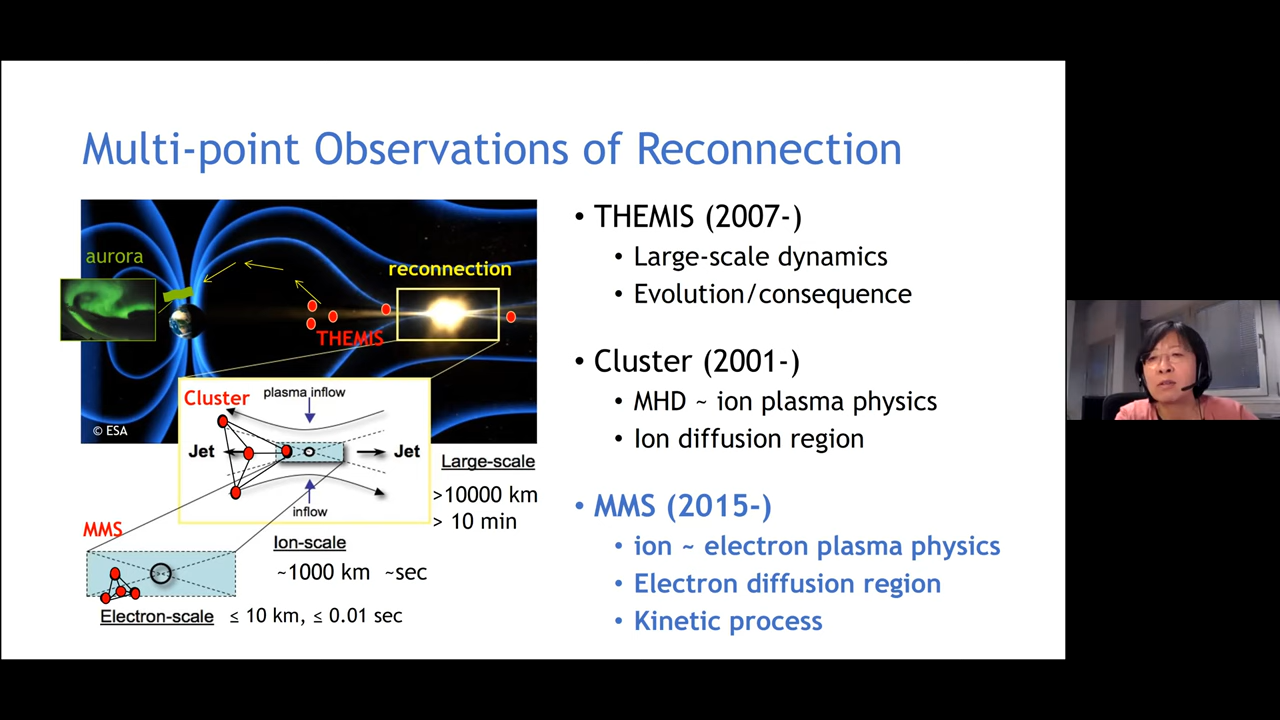 Multi-point Observations of Reconnection
aurora
reconnection
THEMIS
Cluster
plasma inflow
© ESA
Jet
Jet
inflow
Large-scale
>10000 km
> 10 min
MMS
Ion-scale
~1000 km ~sec
Electron-scale ≤ 10 km, ≤ 0.01 sec
• THEMIS (2007-)
• Large-scale dynamics
• Evolution/consequence
• Cluster (2001-)
• MHD ~ ion plasma physics
• Ion diffusion region
• MMS (2015-)
• ion ~ electron plasma physics
• Electron diffusion region
• Kinetic process